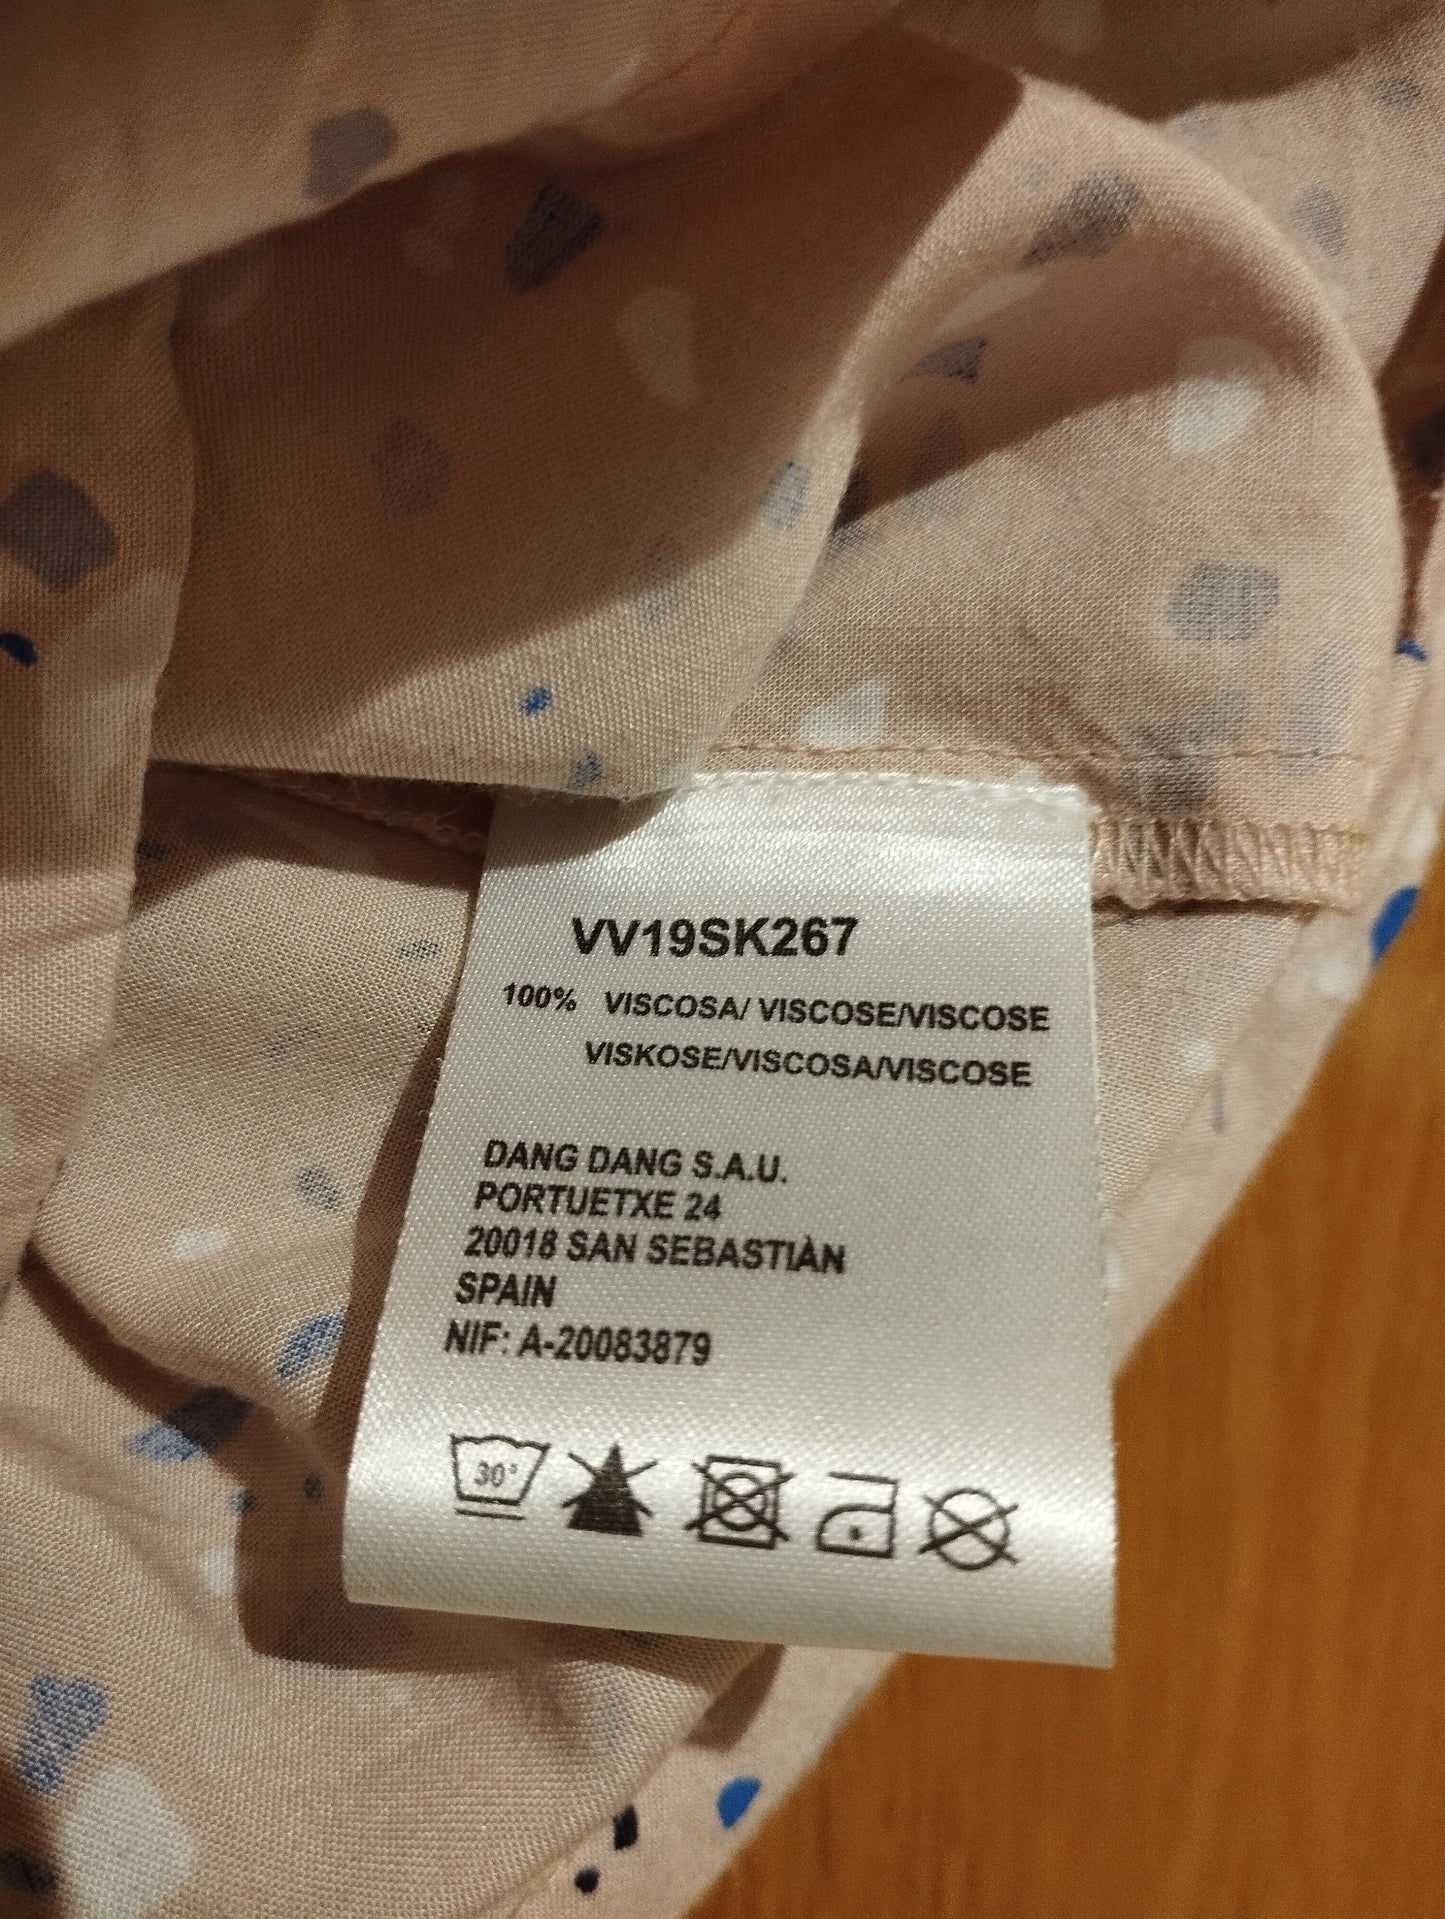 VV19SK267
100% VISCOSA/ VISCOSE/VISCOSE
VISKOSE/VISCOSA/VISCOSE
DANG DANG S.A.U.
PORTUETXE 24
20018 SAN SEBASTIÀN
SPAIN
NIF: A-20083879
30°